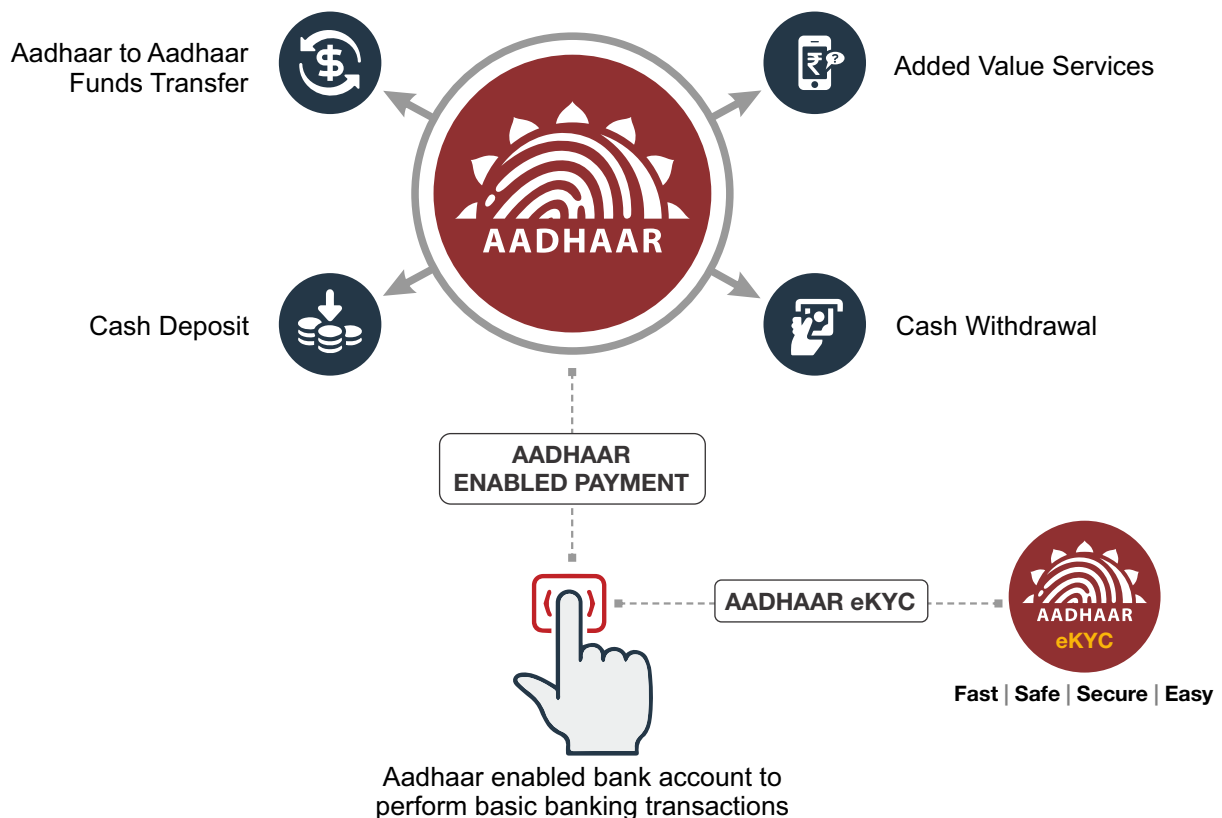 Aadhaar to Aadhaar
Funds Transfer
$
₹
?
Added Value Services
AADHAAR
Cash Deposit
Cash Withdrawal
AADHAAR
ENABLED PAYMENT
AADHAAR eKYC
AADHAAR
eKYC
Fast | Safe | Secure | Easy
Aadhaar enabled bank account to
perform basic banking transactions